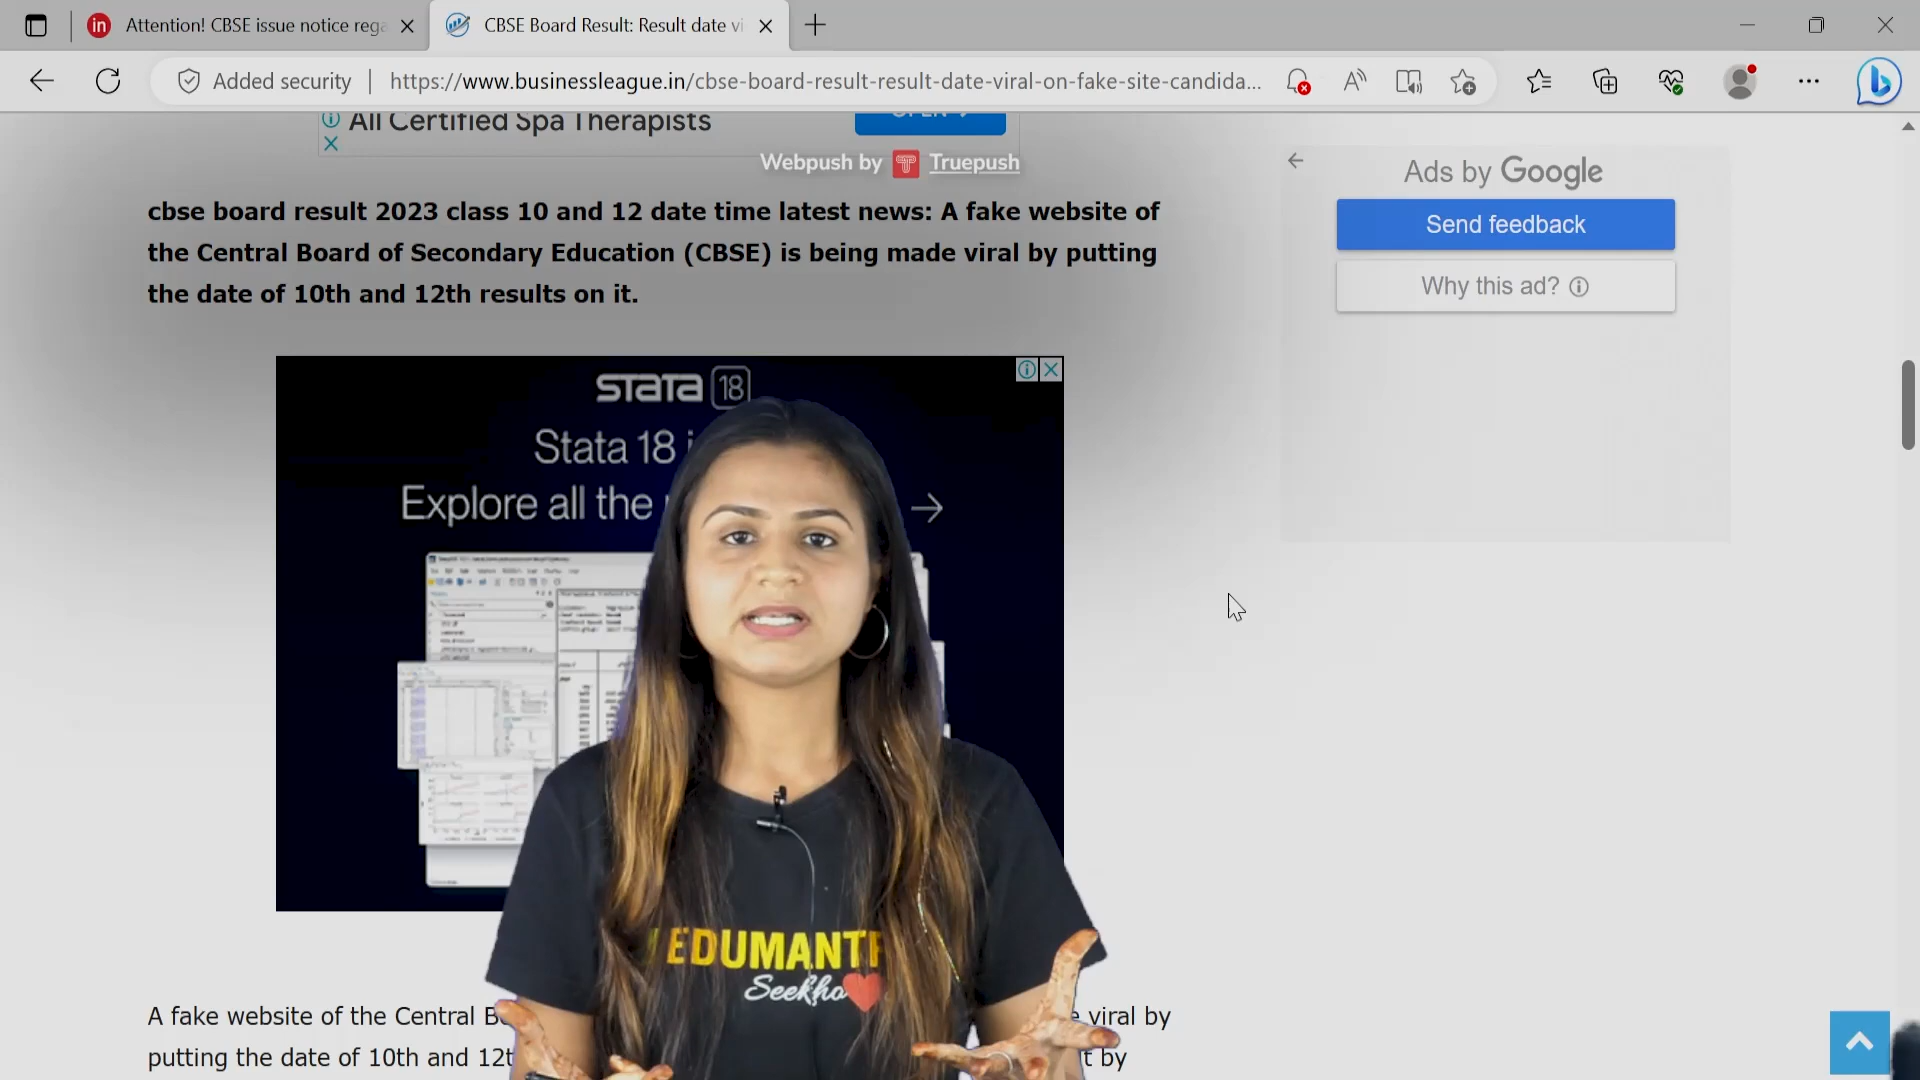 Attention! CBSE issue notice rega
CBSE Board Result: Result date vi
Added security
https://www.businessleague.in/cbse-board-result-result-date-viral-on-fake-site-candida...
All Certified Spa Therapists
Webpush by Truepush
Ads by Google
Send feedback
Why this ad?
cbse board result 2023 class 10 and 12 date time latest news: A fake website of
the Central Board of Secondary Education (CBSE) is being made viral by putting
the date of 10th and 12th results on it.
stata 18
Stata 18 i
Explore all the
EDUMANT
Seekho
A fake website of the Central B viral by
putting the date of 10th and 12t t by